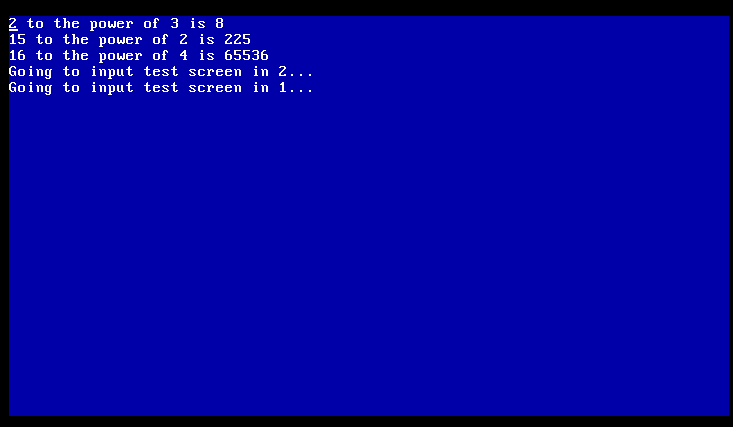 2 to the power of 3 is 8
15 to the power of 2 is 225
16 to the power of 4 is 65536
Going to input test screen in 2...
Going to input test screen in 1...